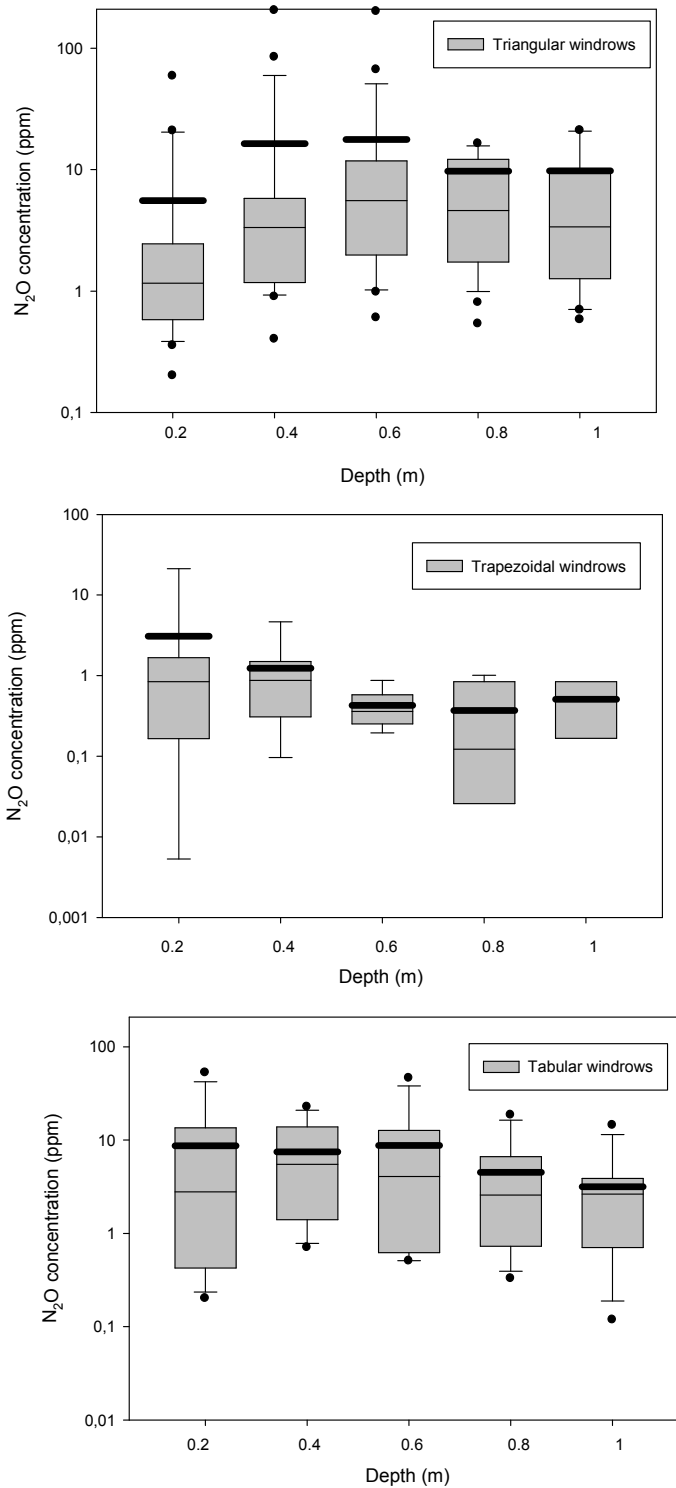 Triangular windrows
N₂O concentration (ppm)
100
10
1
0,1
0.2 0.4 0.6 0.8 1
Depth (m)
Trapezoidal windrows
N₂O concentration (ppm)
100
10
1
0,1
0,01
0,001
0.2 0.4 0.6 0.8 1
Depth (m)
Tabular windrows
N₂O concentration (ppm)
100
10
1
0,1
0,01
0.2 0.4 0.6 0.8 1
Depth (m)